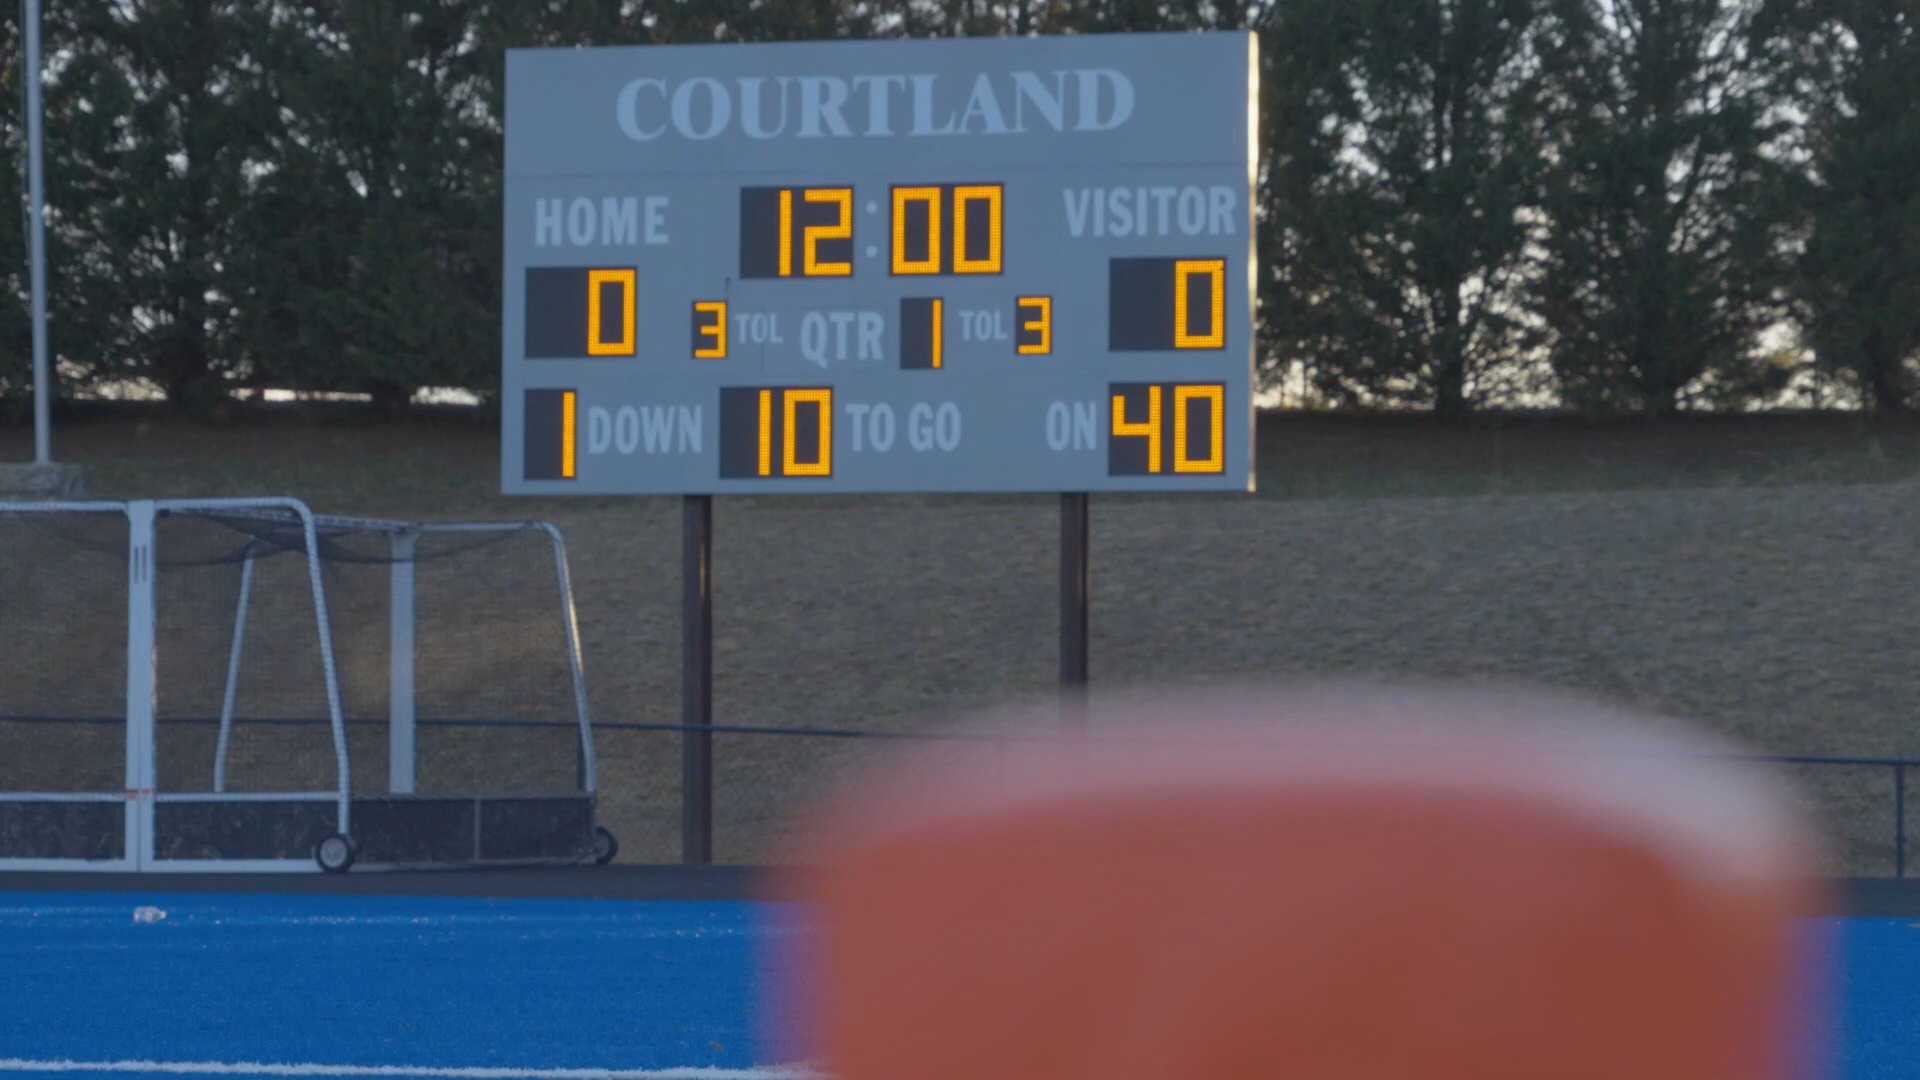 COURTLAND
HOME 12:00 VISITOR
0 3 TOL QTR 1 TOL 3 0
1 DOWN 10 TO GO ON 40